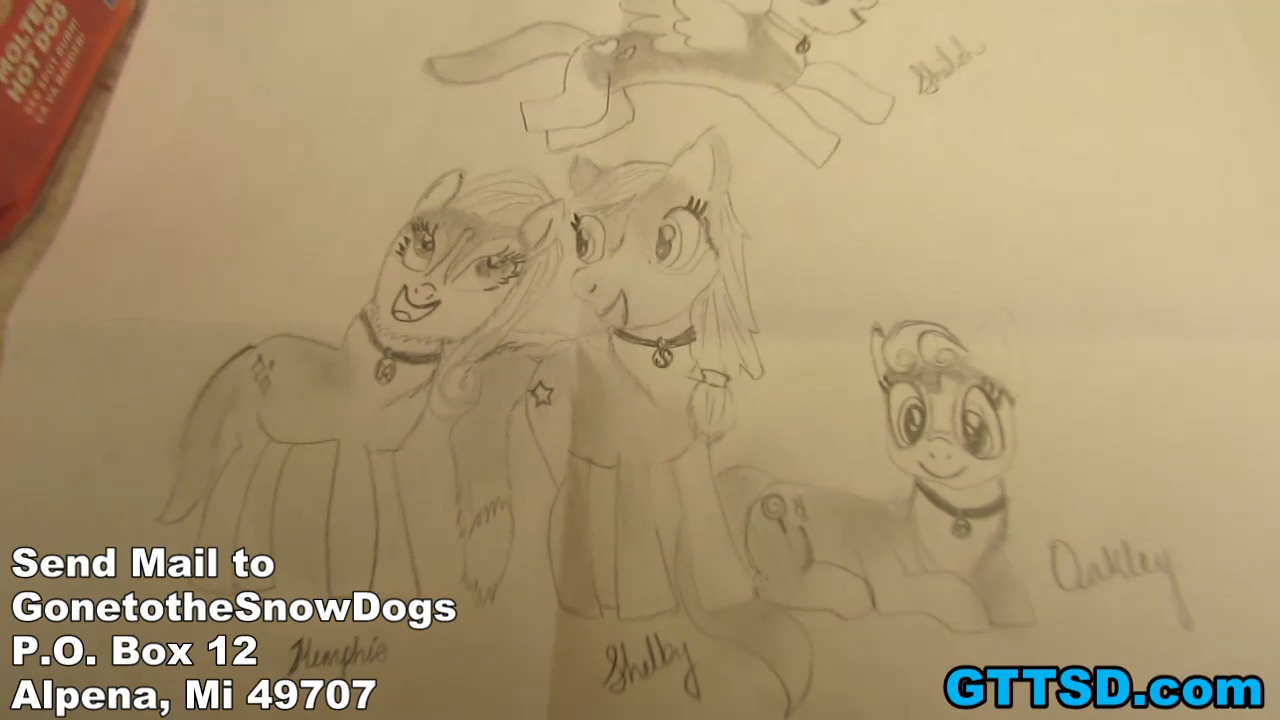 MOLTEN
HOT DOG
Shiloh
Oakley
Memphis
Shelby
Send Mail to
GonetotheSnowDogs
P.O. Box 12
Alpena, Mi 49707
GTTSD.com